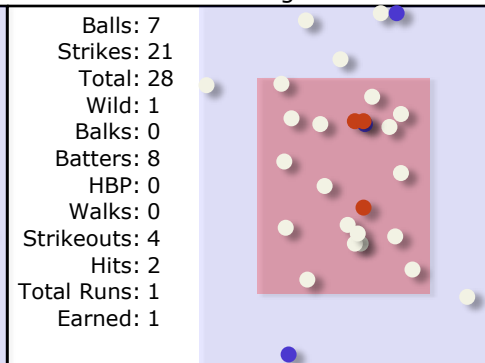 Balls: 7
Strikes: 21
Total: 28
Wild: 1
Balks: 0
Batters: 8
HBP: 0
Walks: 0
Strikeouts: 4
Hits: 2
Total Runs: 1
Earned: 1